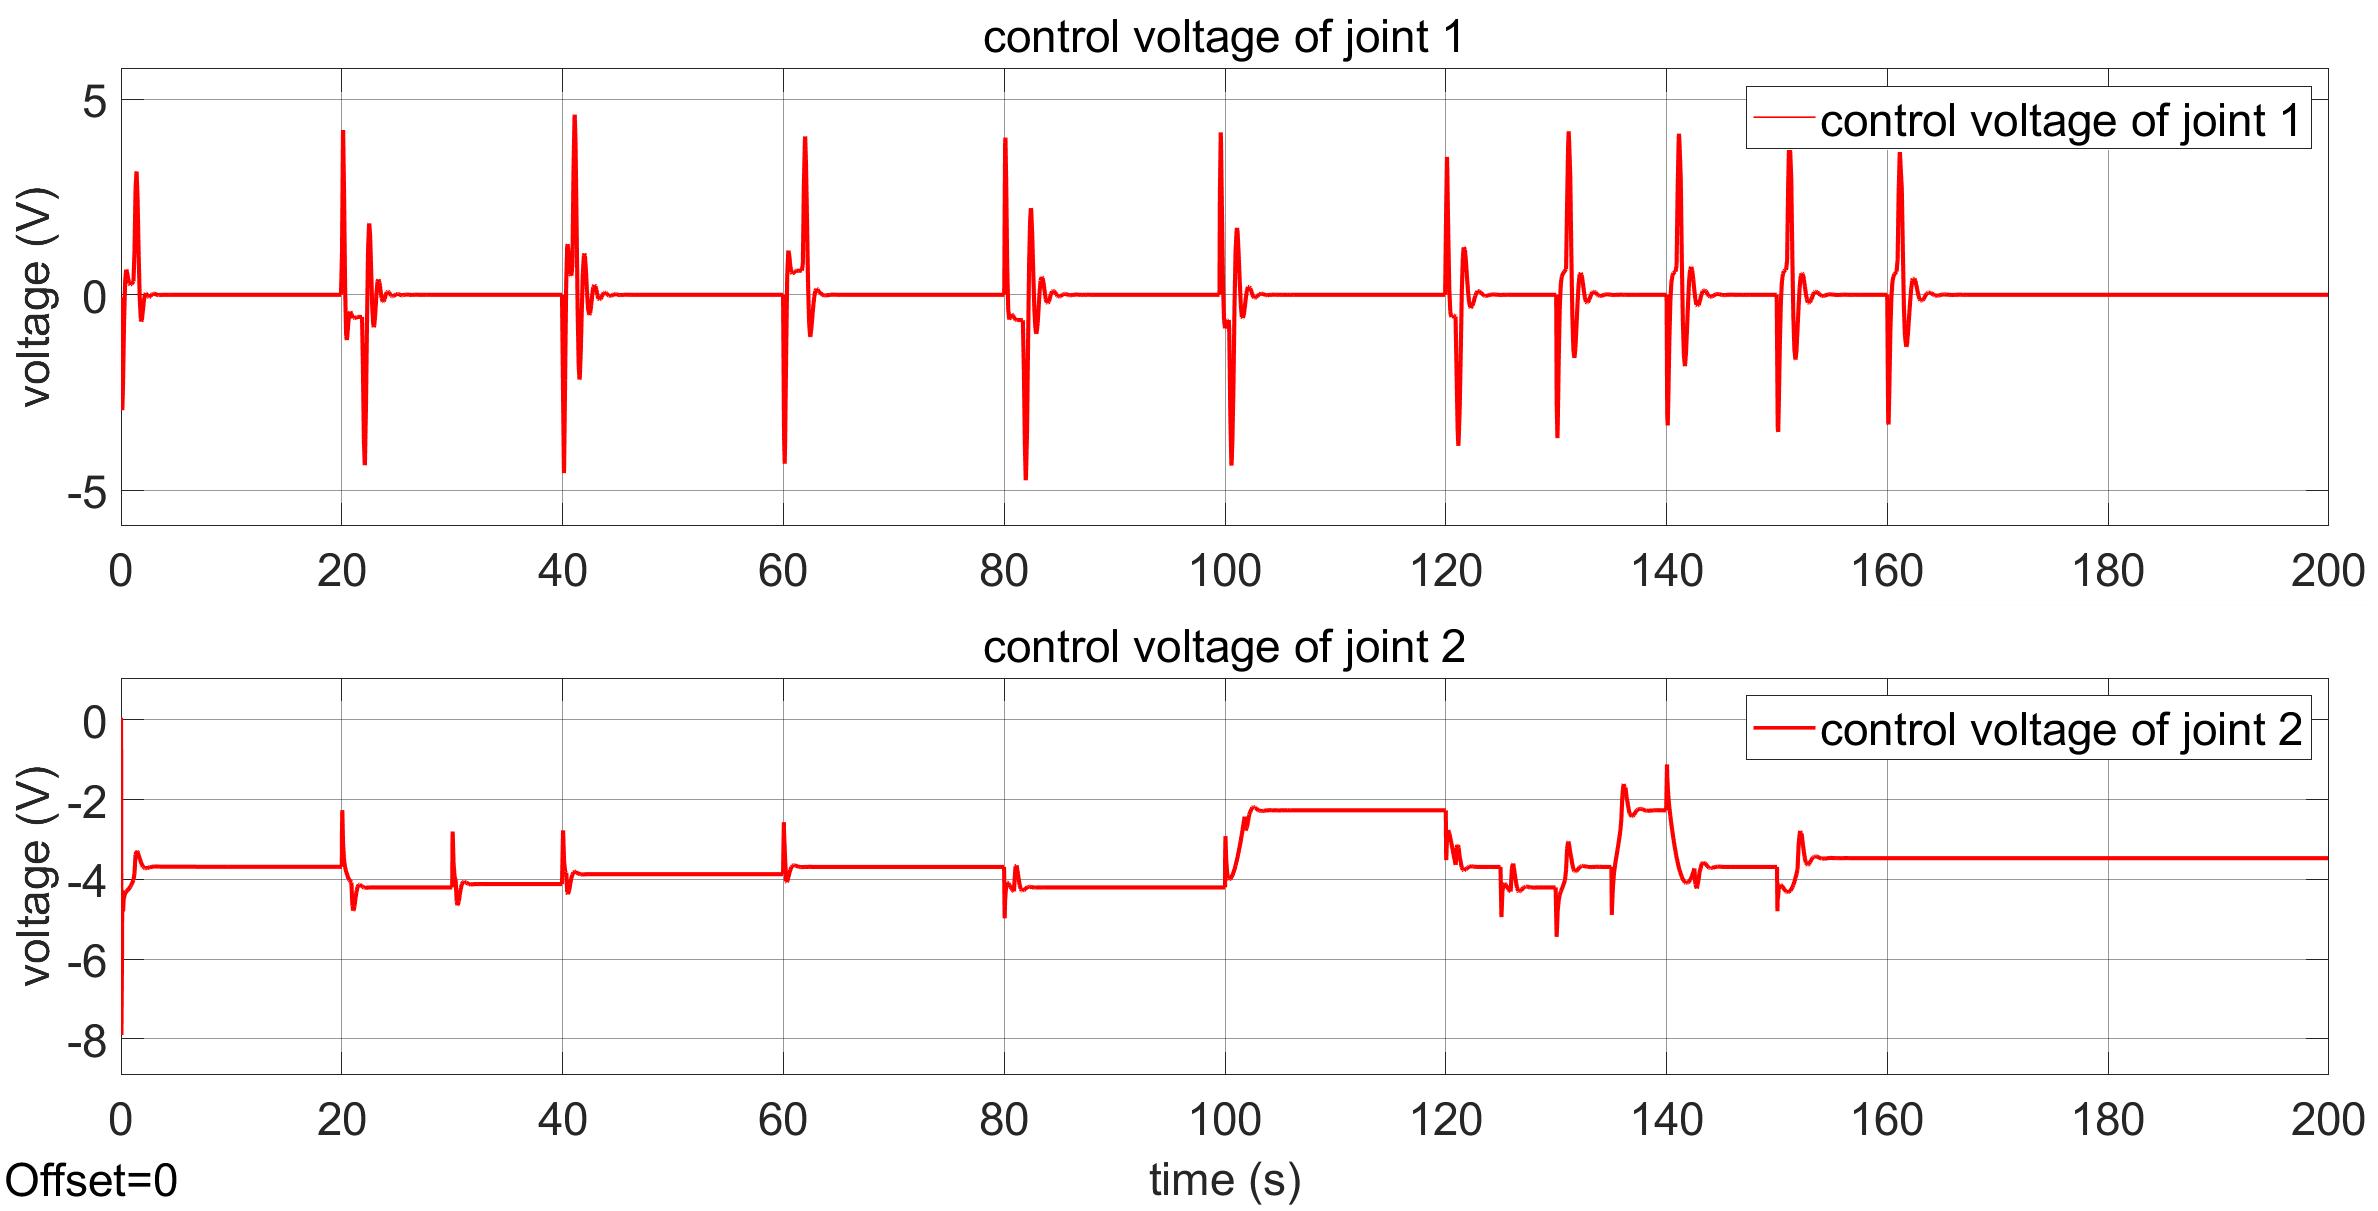 control voltage of joint 1
5
0
-5
voltage (V)
control voltage of joint 1
0 20 40 60 80 100 120 140 160 180 200
control voltage of joint 2
0
-2
-4
-6
-8
voltage (V)
control voltage of joint 2
0 20 40 60 80 100 120 140 160 180 200
Offset=0
time (s)